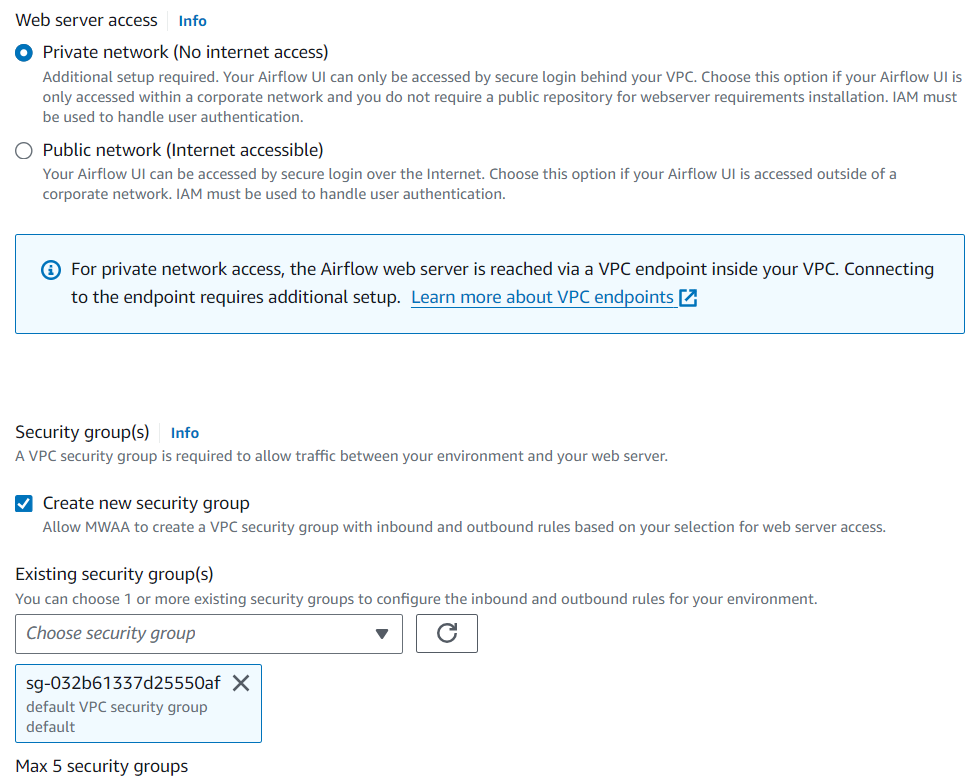 Web server access Info
Private network (No internet access)
Additional setup required. Your Airflow UI can only be accessed by secure login behind your VPC. Choose this option if your Airflow UI is
only accessed within a corporate network and you do not require a public repository for webserver requirements installation. IAM must
be used to handle user authentication.
Public network (Internet accessible)
Your Airflow UI can be accessed by secure login over the Internet. Choose this option if your Airflow UI is accessed outside of a
corporate network. IAM must be used to handle user authentication.
For private network access, the Airflow web server is reached via a VPC endpoint inside your VPC. Connecting
to the endpoint requires additional setup. Learn more about VPC endpoints
Security group(s) Info
A VPC security group is required to allow traffic between your environment and your web server.
Create new security group
Allow MWAA to create a VPC security group with inbound and outbound rules based on your selection for web server access.
Existing security group(s)
You can choose 1 or more existing security groups to configure the inbound and outbound rules for your environment.
Choose security group
sg-032b61337d25550af
default VPC security group
default
Max 5 security groups